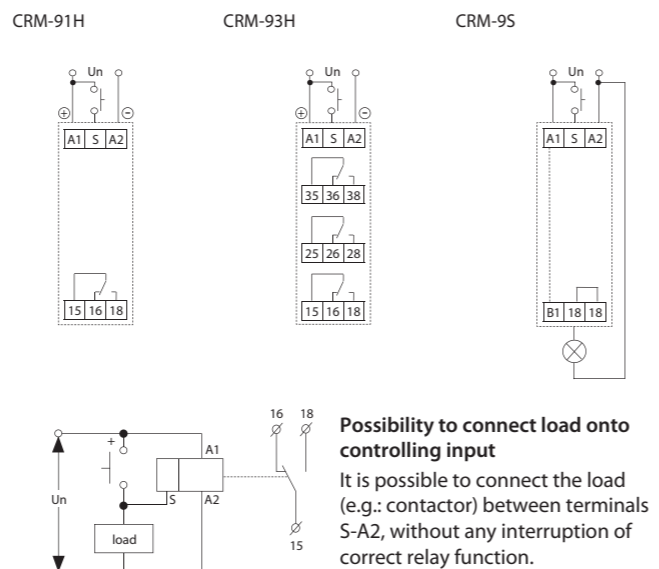 CRM-91H CRM-93H CRM-9S
Un Un Un
+ − + −
A1 S A2 A1 S A2 A1 S A2
35 36 38
25 26 28
15 16 18 15 16 18 B1 18 18
16 18
+
A1
Un S A2
load
15
Possibility to connect load onto
controlling input
It is possible to connect the load
(e.g.: contactor) between terminals
S-A2, without any interruption of
correct relay function.